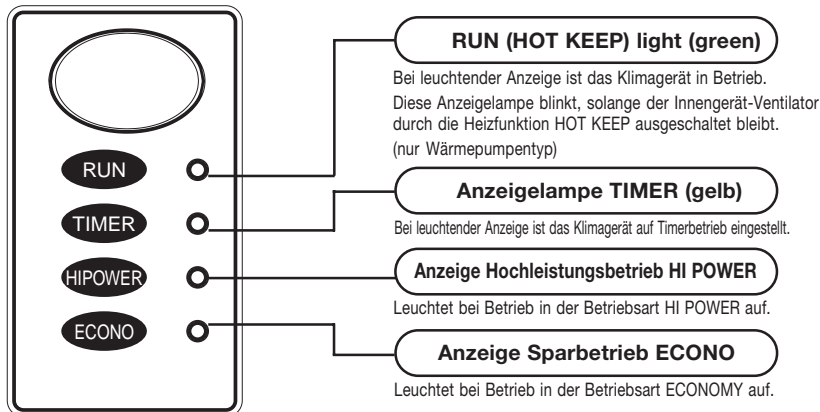 RUN (HOT KEEP) light (green)
Bei leuchtender Anzeige ist das Klimagerät in Betrieb.
Diese Anzeigelampe blinkt, solange der Innengerät-Ventilator
durch die Heizfunktion HOT KEEP ausgeschaltet bleibt.
(nur Wärmepumpentyp)
RUN
Anzeigelampe TIMER (gelb)
TIMER
Bei leuchtender Anzeige ist das Klimagerät auf Timerbetrieb eingestellt.
Anzeige Hochleistungsbetrieb HI POWER
HIPOWER
Leuchtet bei Betrieb in der Betriebsart HI POWER auf.
ECONO
Anzeige Sparbetrieb ECONO
Leuchtet bei Betrieb in der Betriebsart ECONOMY auf.